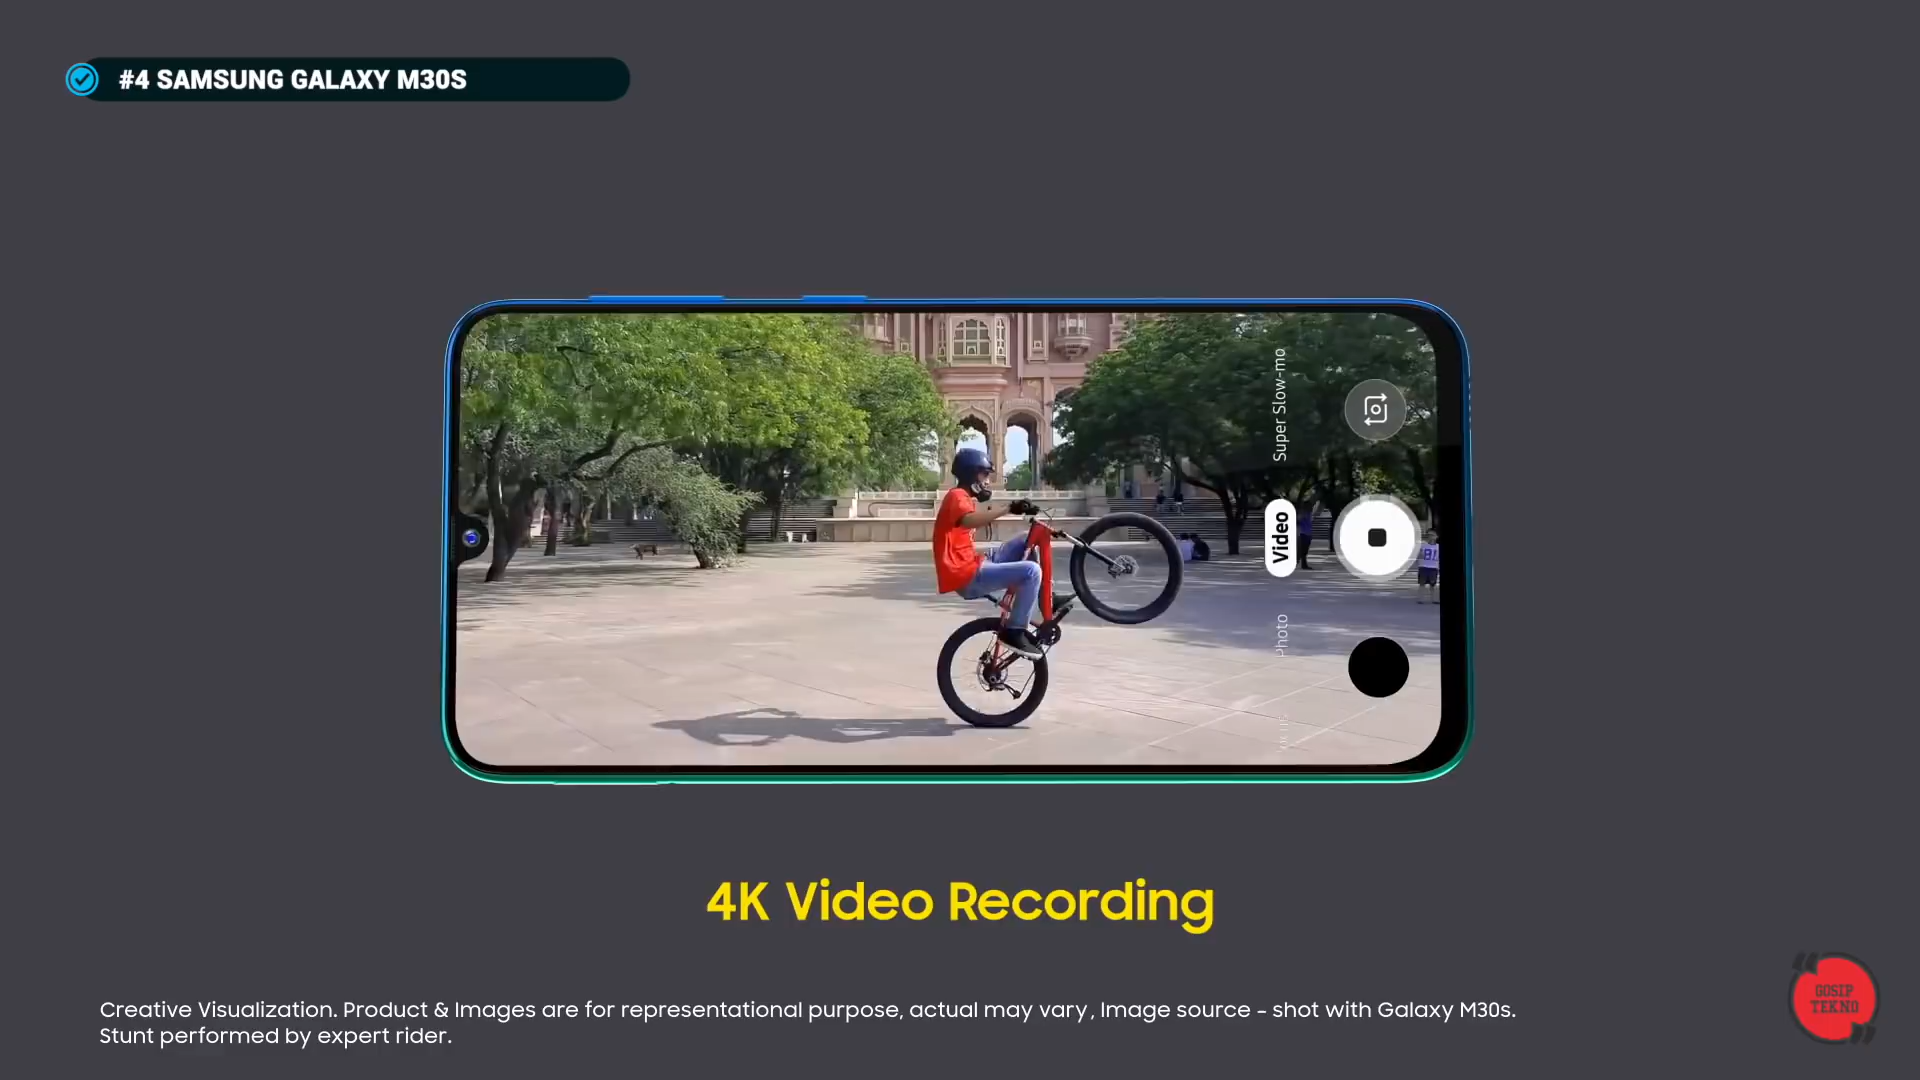 #4 SAMSUNG GALAXY M30S
Super Slow-mo
Video
Photo
4K Video Recording
Creative Visualization. Product & Images are for representational purpose, actual may vary, Image source - shot with Galaxy M30s.
Stunt performed by expert rider.
GOSIP
TEKNO